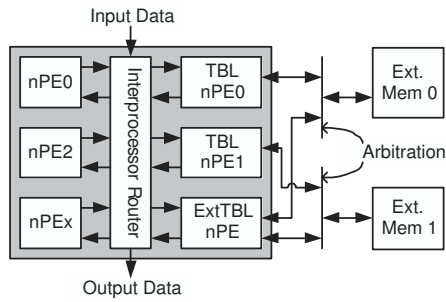 Input Data
nPE0
nPE2
nPEx
Interprocessor Router
TBL
nPE0
TBL
nPE1
ExtTBL
nPE
Ext.
Mem 0
Arbitration
Ext.
Mem 1
Output Data